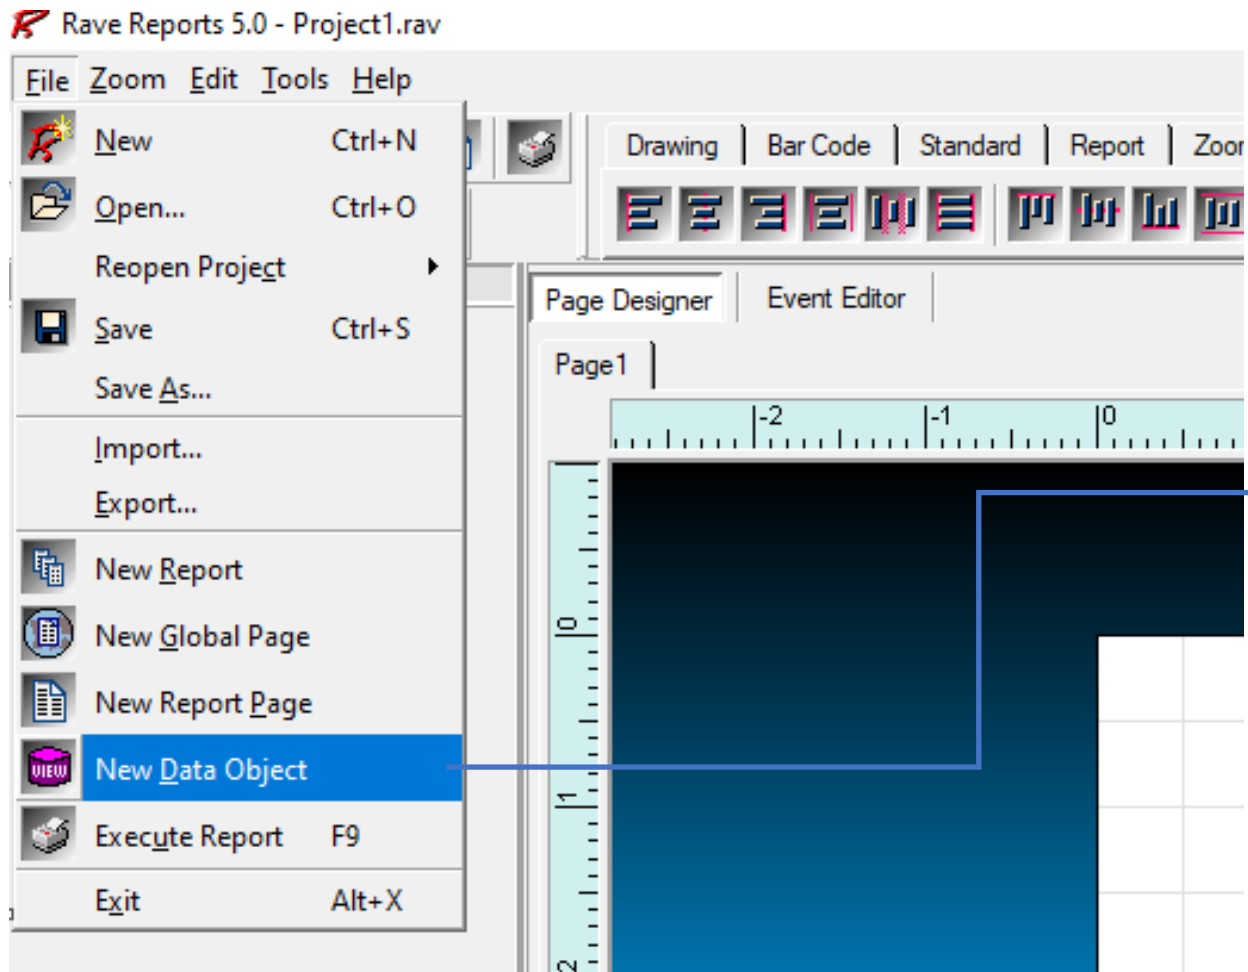 Rave Reports 5.0 - Project1.rav
File Zoom Edit Tools Help
New Ctrl+N
Open... Ctrl+O
Reopen Project
Save Ctrl+S
Save As...
Import...
Export...
New Report
New Global Page
New Report Page
VIEW New Data Object
Execute Report F9
Exit Alt+X
Drawing Bar Code Standard Report
Page Designer Event Editor
Page1
-2 -1 0
0
1
2